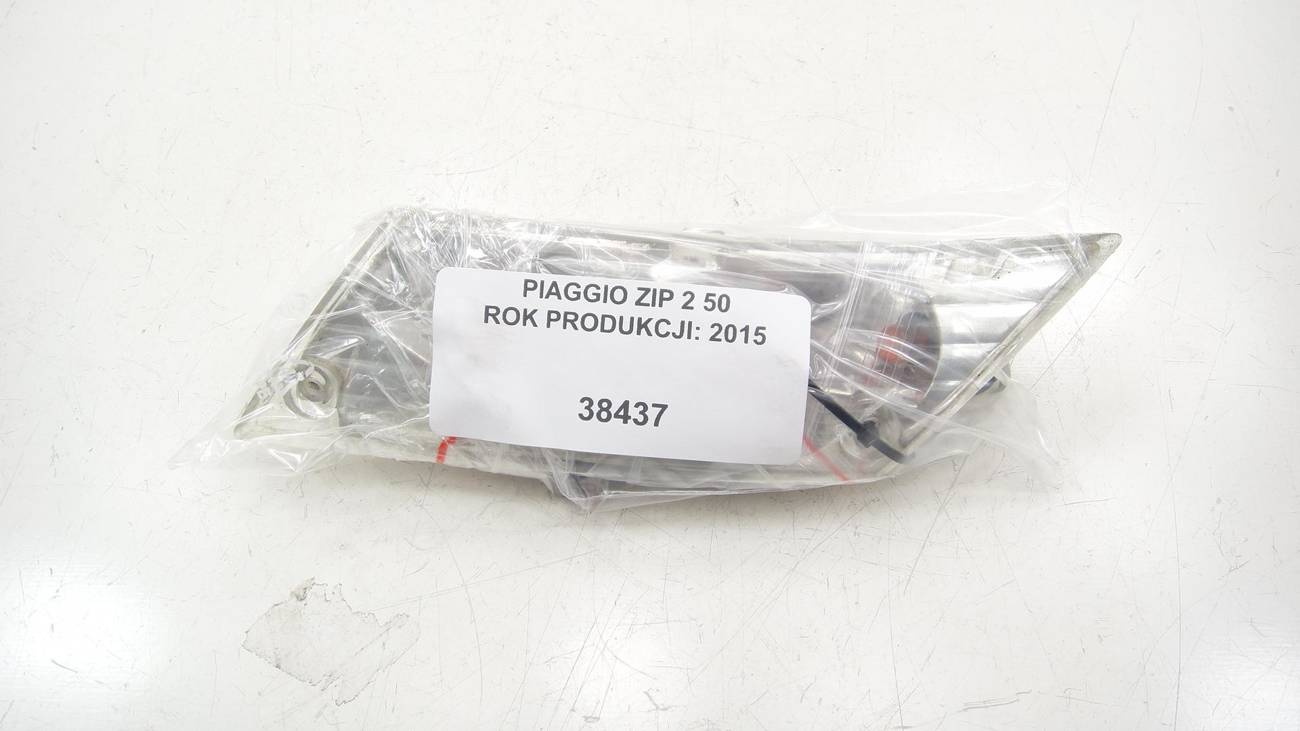 PIAGGIO ZIP 2 50
ROK PRODUKCJI: 2015
38437